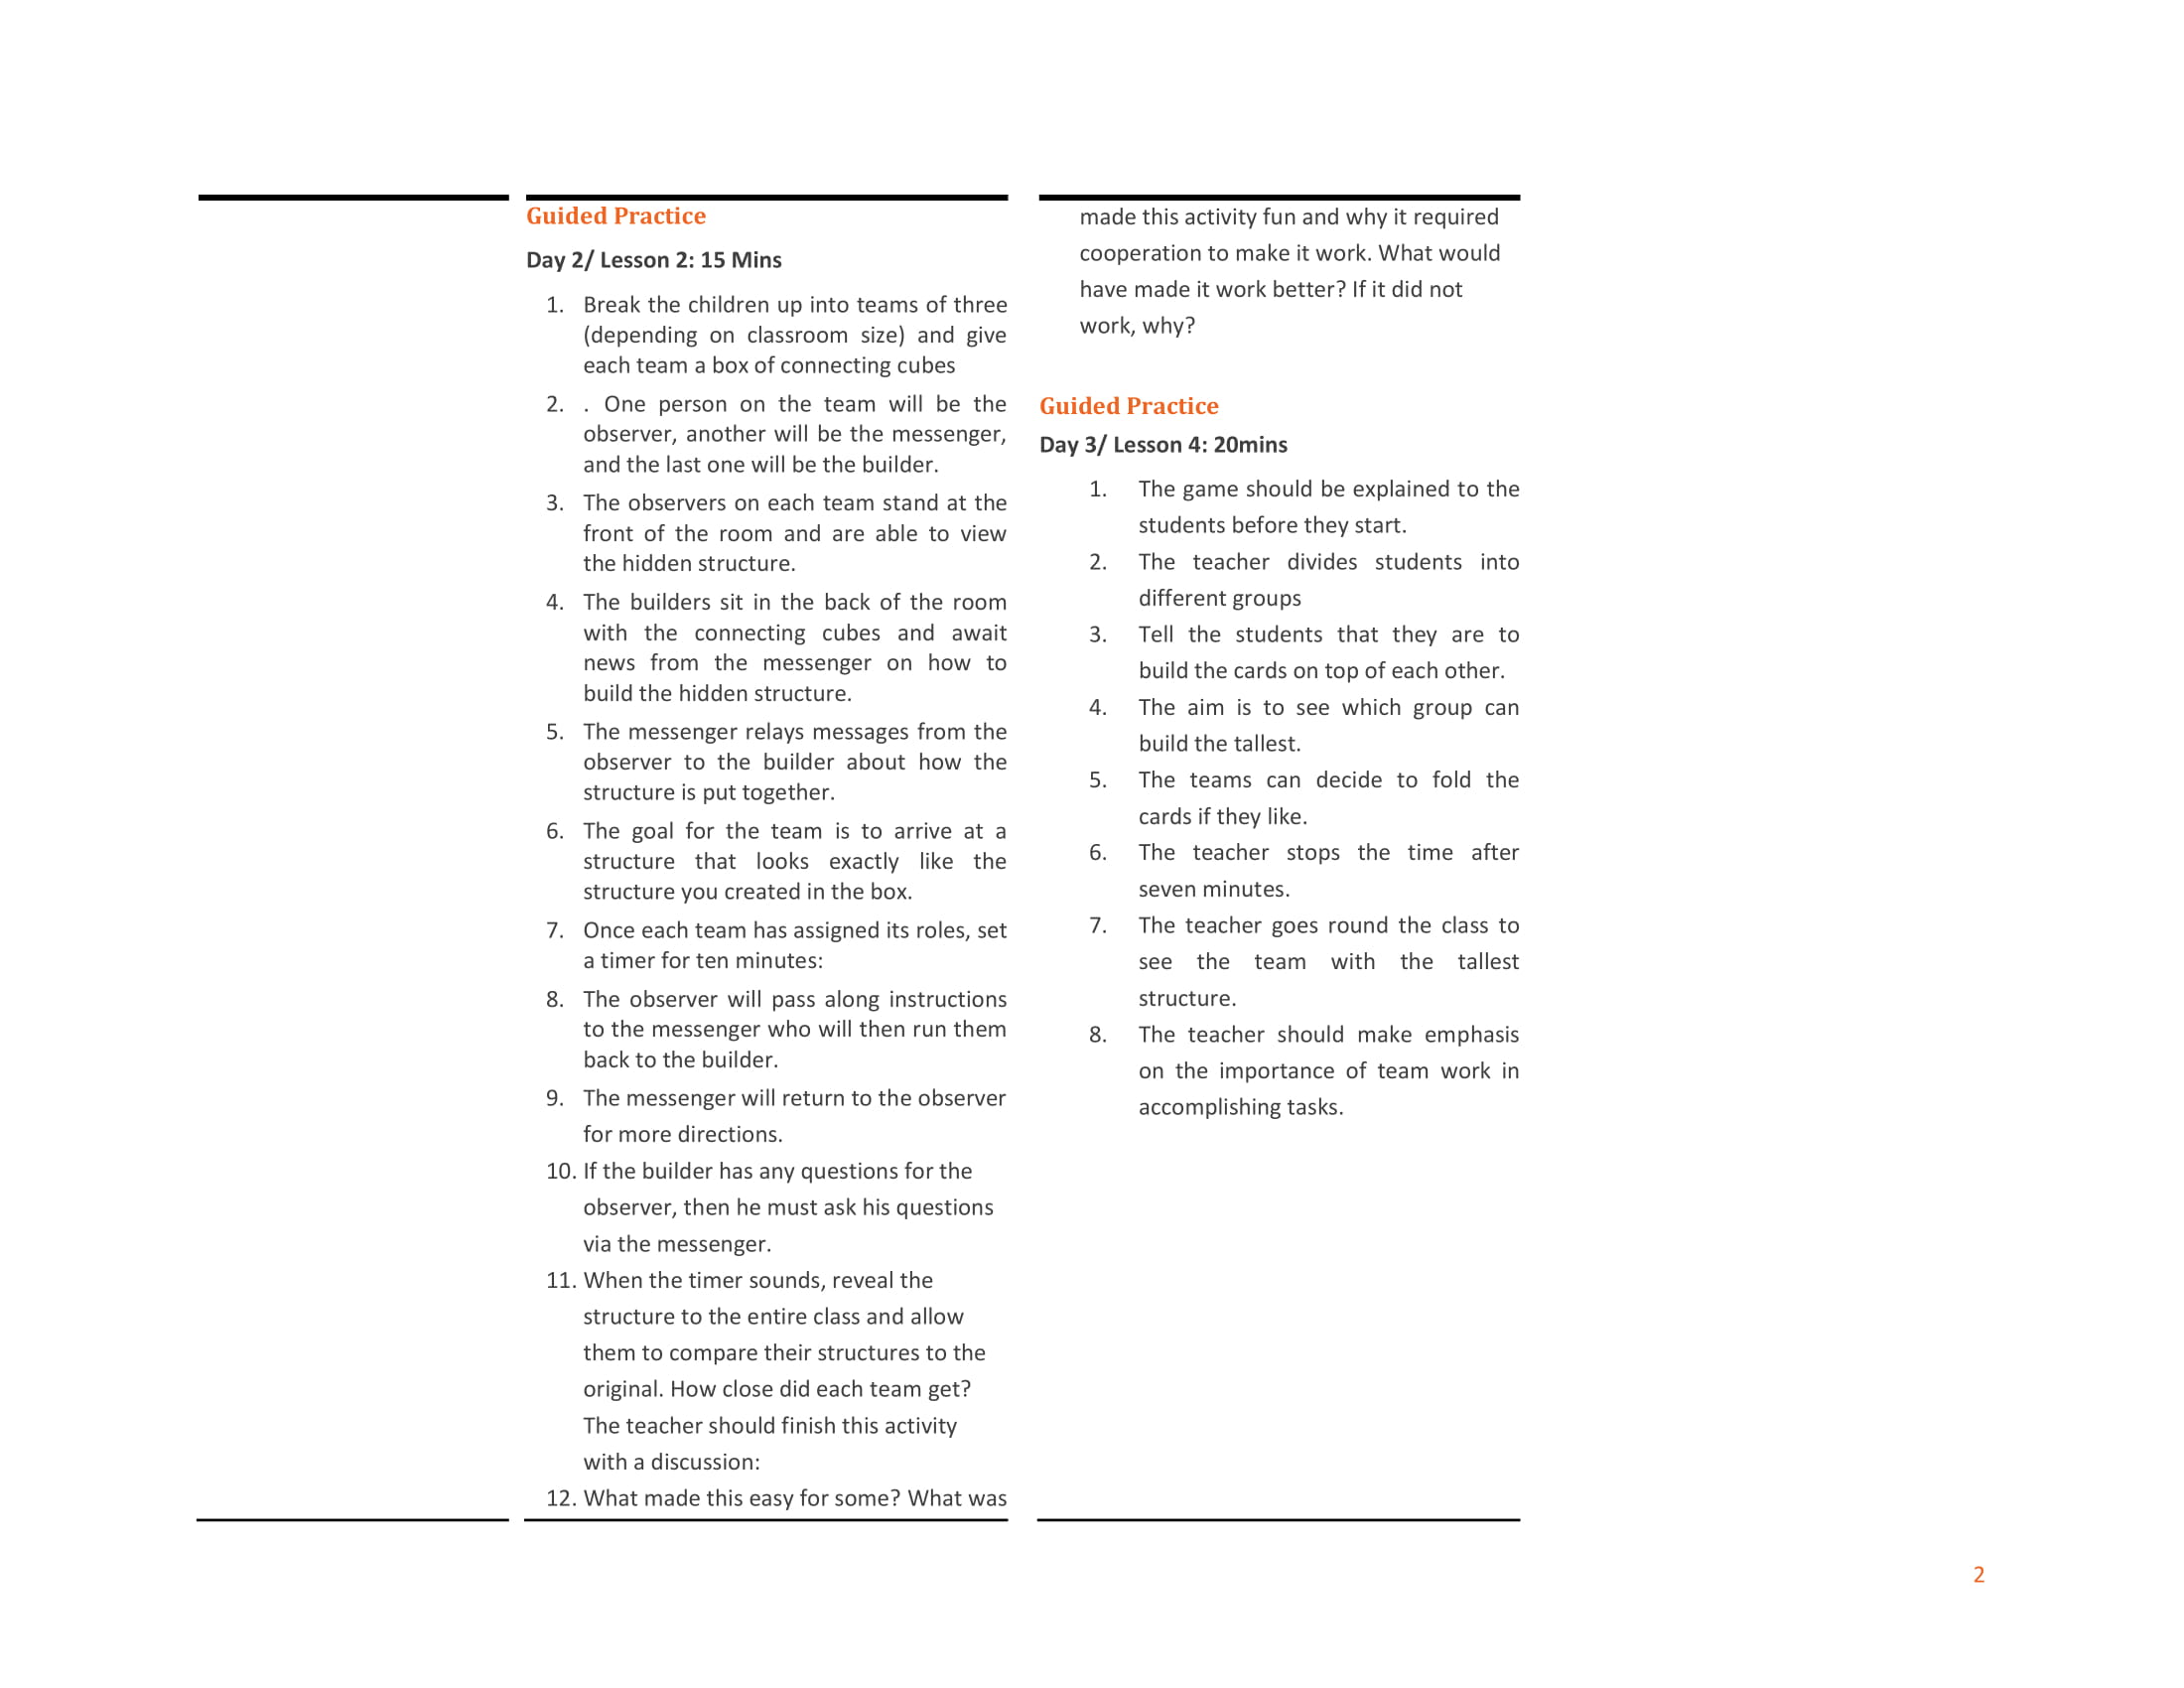 Guided Practice
Day 2/ Lesson 2: 15 Mins
1. Break the children up into teams of three
(depending on classroom size) and give
each team a box of connecting cubes
2. . One person on the team will be the
observer, another will be the messenger,
and the last one will be the builder.
3. The observers on each team stand at the
front of the room and are able to view
the hidden structure.
4. The builders sit in the back of the room
with the connecting cubes and await
news from the messenger on how to
build the hidden structure.
5. The messenger relays messages from the
observer to the builder about how the
structure is put together.
6. The goal for the team is to arrive at a
structure that looks exactly like the
structure you created in the box.
7. Once each team has assigned its roles, set
a timer for ten minutes:
8. The observer will pass along instructions
to the messenger who will then run them
back to the builder.
9. The messenger will return to the observer
for more directions.
10. If the builder has any questions for the
observer, then he must ask his questions
via the messenger.
11. When the timer sounds, reveal the
structure to the entire class and allow
them to compare their structures to the
original. How close did each team get?
The teacher should finish this activity
with a discussion:
12. What made this easy for some? What was
made this activity fun and why it required
cooperation to make it work. What would
have made it work better? If it did not
work, why?
Guided Practice
Day 3/ Lesson 4: 20mins
1. The game should be explained to the
students before they start.
2. The teacher divides students into
different groups
3. Tell the students that they are to
build the cards on top of each other.
4. The aim is to see which group can
build the tallest.
5. The teams can decide to fold the
cards if they like.
6. The teacher stops the time after
seven minutes.
7. The teacher goes round the class to
see the team with the tallest
structure.
8. The teacher should make emphasis
on the importance of team work in
accomplishing tasks.
2